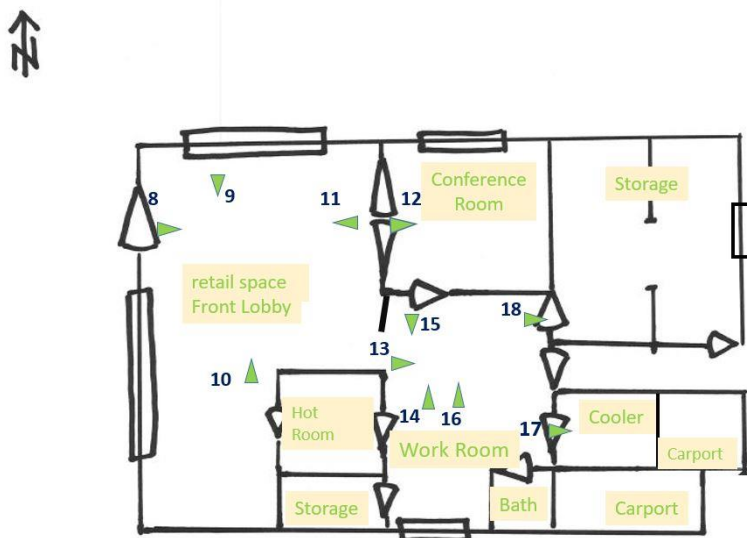 N
8
9
11
12
Conference
Room
Storage
retail space
Front Lobby
15
18
13
10
14
16
17
Hot
Room
Work Room
Cooler
Carport
Storage
Bath
Carport